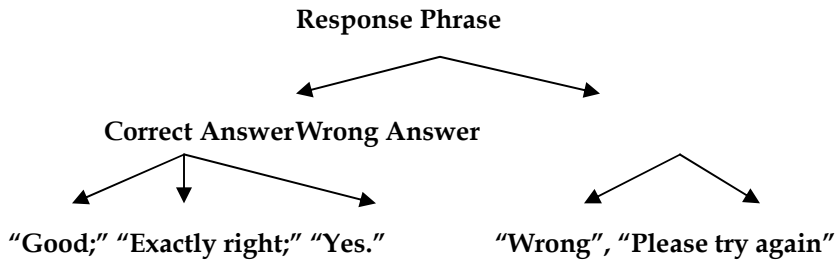 Response Phrase
Correct AnswerWrong Answer
“Good;” “Exactly right;” “Yes.” “Wrong”, “Please try again”